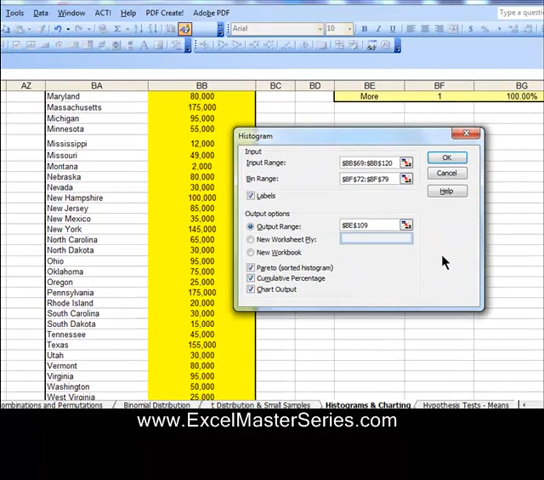 Tools Data Window ACT! Help PDF Create! Adobe PDF Type a question
Arial 10 B I U
AZ BA BB BC BD BE BF BG
Maryland 80,000 More 1 100.00%
Massachusetts 175,000
Michigan 95,000
Minnesota 55,000
Mississippi 12,000
Missouri 49,000
Montana 2,000
Nebraska 80,000
Nevada 30,000
New Hampshire 100,000
New Jersey 85,000
New Mexico 35,000
New York 145,000
North Carolina 65,000
North Dakota 30,000
Ohio 95,000
Oklahoma 75,000
Oregon 25,000
Pennsylvania 175,000
Rhode Island 20,000
South Carolina 30,000
South Dakota 15,000
Tennessee 45,000
Texas 155,000
Utah 30,000
Vermont 80,000
Virginia 95,000
Washington 50,000
West Virginia 25,000
Histogram
Input
Input Range: $BB$69:$BB$120
Bin Range: $BF$72:$BF$79
Labels
Output options
Output Range: $BE$109
New Worksheet Ply:
New Workbook
Pareto (sorted histogram)
Cumulative Percentage
Chart Output
OK
Cancel
Help
ombinations and Permutations Binomial Distribution t Distribution & Small Samples Histograms & Charting Hypothesis Tests - Means
www.ExcelMasterSeries.com